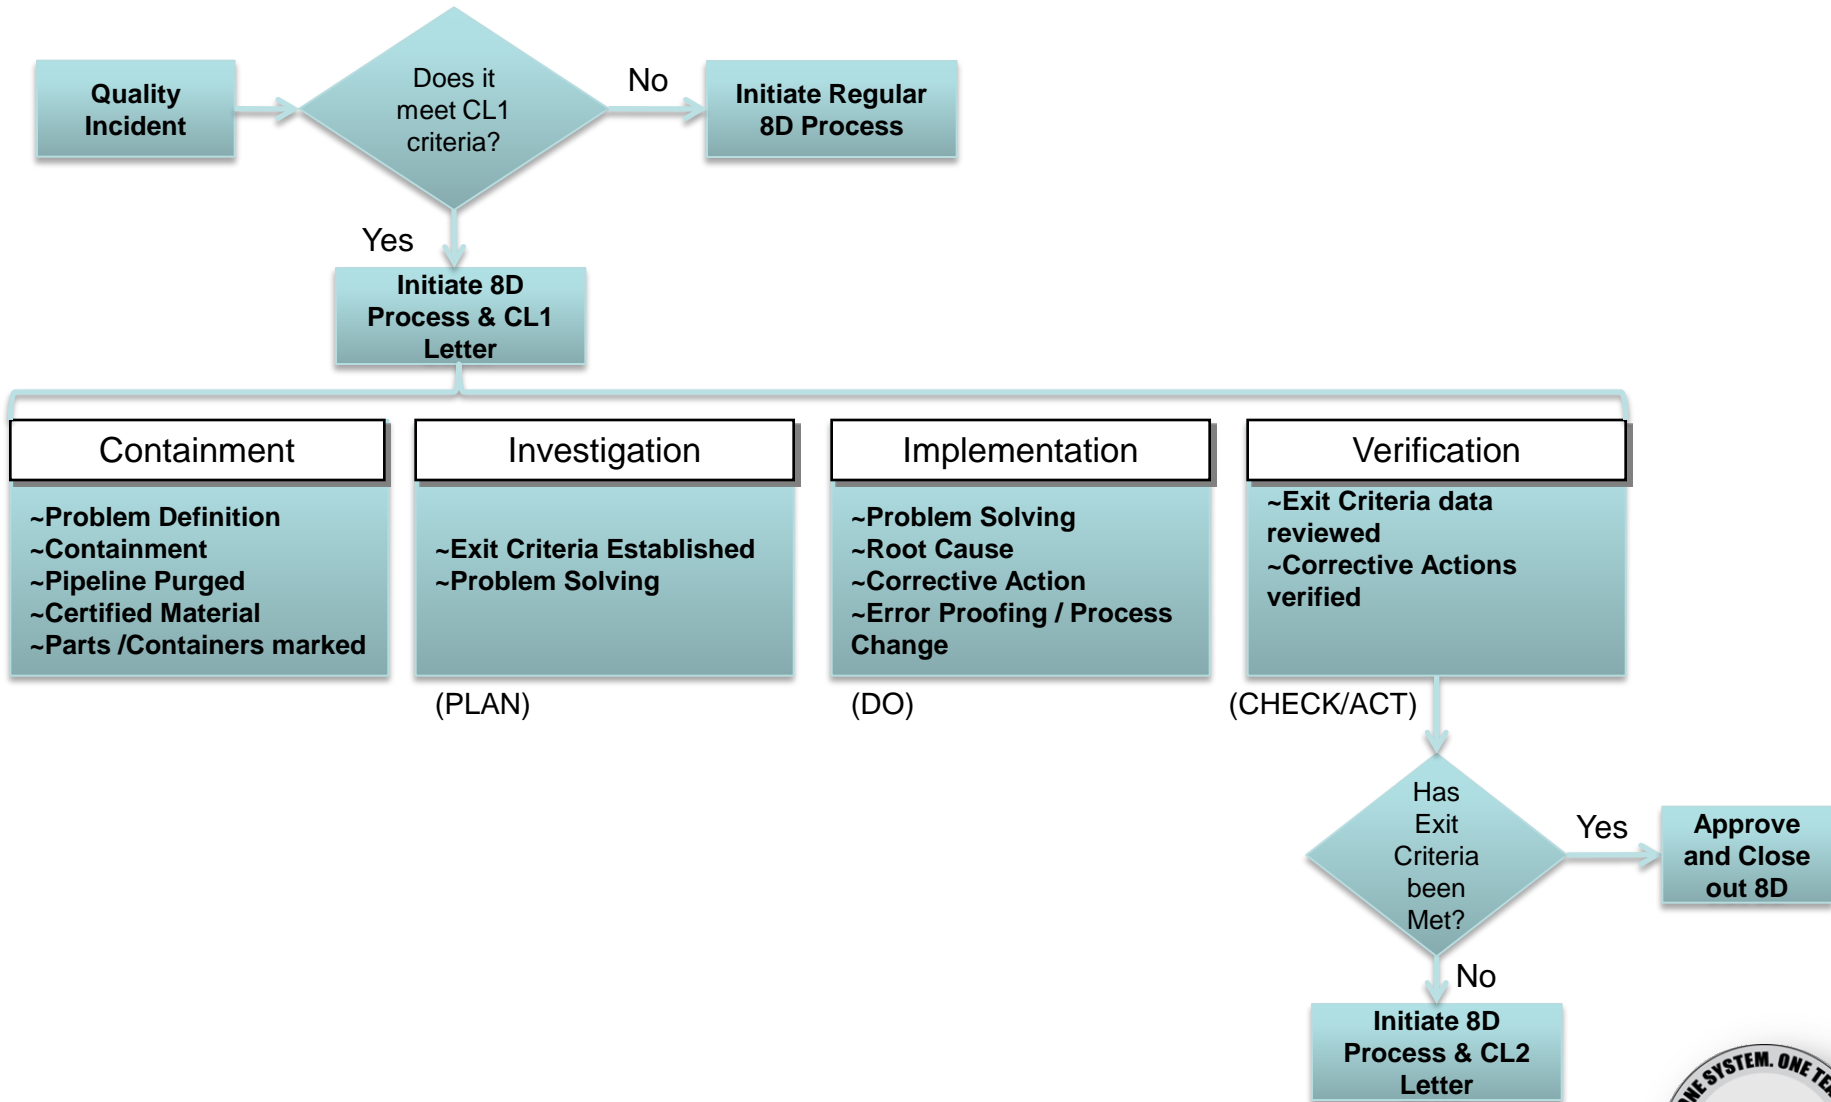 Quality
Incident
Does it
meet CL1
criteria?
No
Initiate Regular
8D Process
Yes
Initiate 8D
Process & CL1
Letter
Containment
~Problem Definition
~Containment
~Pipeline Purged
~Certified Material
~Parts /Containers marked
Investigation
~Exit Criteria Established
~Problem Solving
(PLAN)
Implementation
~Problem Solving
~Root Cause
~Corrective Action
~Error Proofing / Process
Change
(DO)
Verification
~Exit Criteria data
reviewed
~Corrective Actions
verified
(CHECK/ACT)
Has
Exit
Criteria
been
Met?
Yes
Approve
and Close
out 8D
No
Initiate 8D
Process & CL2
Letter
SYSTEM. ONE